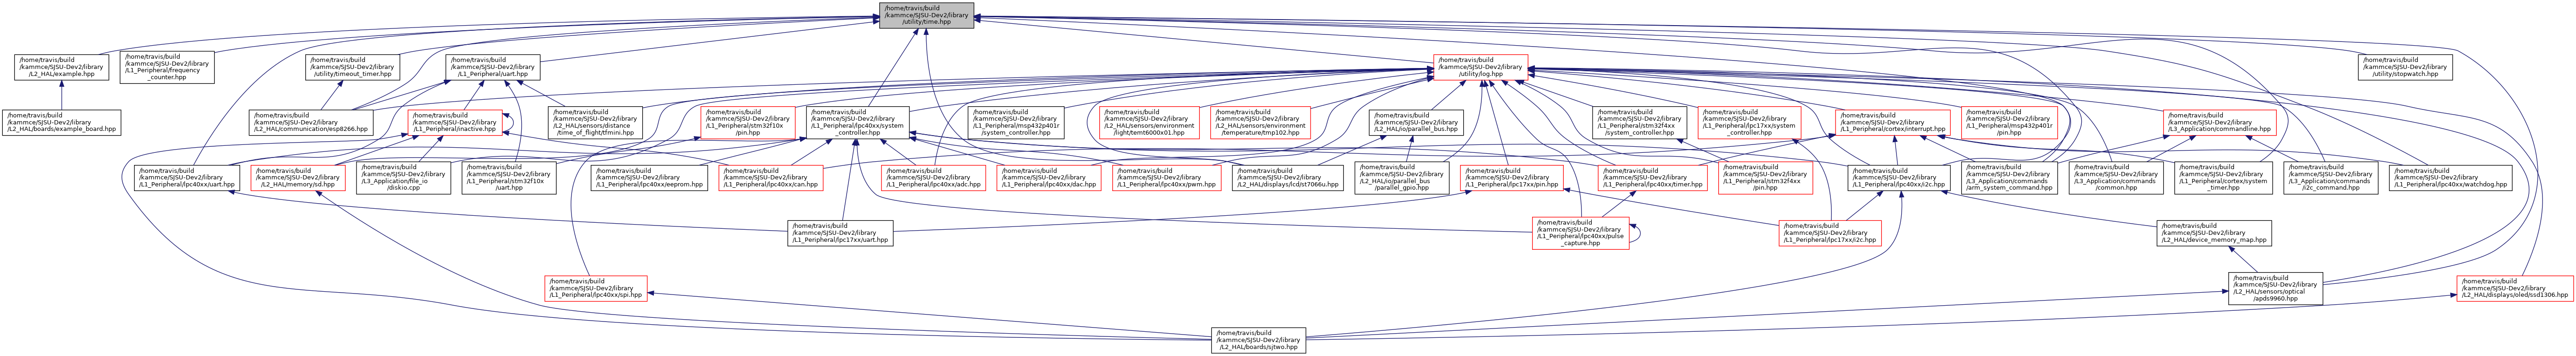 /home/travis/build
/kammce/SJSU-Dev2/library
/utility/time.hpp
/home/travis/build
/kammce/SJSU-Dev2/library
/L2_HAL/example.hpp
/home/travis/build
/kammce/SJSU-Dev2/library
/L1_Peripheral/frequency
_counter.hpp
/home/travis/build
/kammce/SJSU-Dev2/library
/utility/timeout_timer.hpp
/home/travis/build
/kammce/SJSU-Dev2/library
/L1_Peripheral/uart.hpp
/home/travis/build
/kammce/SJSU-Dev2/library
/utility/log.hpp
/home/travis/build
/kammce/SJSU-Dev2/library
/utility/stopwatch.hpp
/home/travis/build
/kammce/SJSU-Dev2/library
/L2_HAL/boards/example_board.hpp
/home/travis/build
/kammce/SJSU-Dev2/library
/L2_HAL/communication/esp8266.hpp
/home/travis/build
/kammce/SJSU-Dev2/library
/L1_Peripheral/inactive.hpp
/home/travis/build
/kammce/SJSU-Dev2/library
/L2_HAL/sensors/distance
/time_of_flight/tfmini.hpp
/home/travis/build
/kammce/SJSU-Dev2/library
/L1_Peripheral/stm32f10x
/pin.hpp
/home/travis/build
/kammce/SJSU-Dev2/library
/L1_Peripheral/lpc40xx/system
_controller.hpp
/home/travis/build
/kammce/SJSU-Dev2/library
/L1_Peripheral/msp432p401r
/system_controller.hpp
/home/travis/build
/kammce/SJSU-Dev2/library
/L2_HAL/sensors/environment
/light/temt6000x01.hpp
/home/travis/build
/kammce/SJSU-Dev2/library
/L2_HAL/sensors/environment
/temperature/tmp102.hpp
/home/travis/build
/kammce/SJSU-Dev2/library
/L2_HAL/io/parallel_bus.hpp
/home/travis/build
/kammce/SJSU-Dev2/library
/L1_Peripheral/stm32f4xx
/system_controller.hpp
/home/travis/build
/kammce/SJSU-Dev2/library
/L1_Peripheral/lpc17xx/system
_controller.hpp
/home/travis/build
/kammce/SJSU-Dev2/library
/L1_Peripheral/cortex/interrupt.hpp
/home/travis/build
/kammce/SJSU-Dev2/library
/L1_Peripheral/msp432p401r
/pin.hpp
/home/travis/build
/kammce/SJSU-Dev2/library
/L3_Application/commandline.hpp
/home/travis/build
/kammce/SJSU-Dev2/library
/L1_Peripheral/lpc40xx/uart.hpp
/home/travis/build
/kammce/SJSU-Dev2/library
/L2_HAL/memory/sd.hpp
/home/travis/build
/kammce/SJSU-Dev2/library
/L3_Application/file_io
/diskio.cpp
/home/travis/build
/kammce/SJSU-Dev2/library
/L1_Peripheral/stm32f10x
/uart.hpp
/home/travis/build
/kammce/SJSU-Dev2/library
/L1_Peripheral/lpc40xx/eeprom.hpp
/home/travis/build
/kammce/SJSU-Dev2/library
/L1_Peripheral/lpc40xx/can.hpp
/home/travis/build
/kammce/SJSU-Dev2/library
/L1_Peripheral/lpc40xx/adc.hpp
/home/travis/build
/kammce/SJSU-Dev2/library
/L1_Peripheral/lpc40xx/dac.hpp
/home/travis/build
/kammce/SJSU-Dev2/library
/L1_Peripheral/lpc40xx/pwm.hpp
/home/travis/build
/kammce/SJSU-Dev2/library
/L2_HAL/displays/lcd/st7066u.hpp
/home/travis/build
/kammce/SJSU-Dev2/library
/L2_HAL/io/parallel_bus
/parallel_gpio.hpp
/home/travis/build
/kammce/SJSU-Dev2/library
/L1_Peripheral/lpc17xx/pin.hpp
/home/travis/build
/kammce/SJSU-Dev2/library
/L1_Peripheral/lpc40xx/timer.hpp
/home/travis/build
/kammce/SJSU-Dev2/library
/L1_Peripheral/stm32f4xx
/pin.hpp
/home/travis/build
/kammce/SJSU-Dev2/library
/L1_Peripheral/lpc40xx/i2c.hpp
/home/travis/build
/kammce/SJSU-Dev2/library
/L3_Application/commands
/arm_system_command.hpp
/home/travis/build
/kammce/SJSU-Dev2/library
/L3_Application/commands
/common.hpp
/home/travis/build
/kammce/SJSU-Dev2/library
/L1_Peripheral/cortex/system
_timer.hpp
/home/travis/build
/kammce/SJSU-Dev2/library
/L3_Application/commands
/i2c_command.hpp
/home/travis/build
/kammce/SJSU-Dev2/library
/L1_Peripheral/lpc40xx/watchdog.hpp
/home/travis/build
/kammce/SJSU-Dev2/library
/L1_Peripheral/lpc17xx/uart.hpp
/home/travis/build
/kammce/SJSU-Dev2/library
/L1_Peripheral/lpc40xx/pulse
_capture.hpp
/home/travis/build
/kammce/SJSU-Dev2/library
/L1_Peripheral/lpc17xx/i2c.hpp
/home/travis/build
/kammce/SJSU-Dev2/library
/L2_HAL/device_memory_map.hpp
/home/travis/build
/kammce/SJSU-Dev2/library
/L1_Peripheral/lpc40xx/spi.hpp
/home/travis/build
/kammce/SJSU-Dev2/library
/L2_HAL/sensors/optical
/apds9960.hpp
/home/travis/build
/kammce/SJSU-Dev2/library
/L2_HAL/displays/oled/ssd1306.hpp
/home/travis/build
/kammce/SJSU-Dev2/library
/L2_HAL/boards/sjtwo.hpp